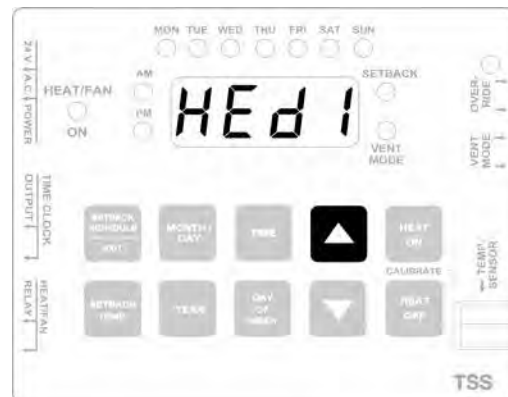 MON TUE WED THU FRI SAT SUN
24 V (A.C.) POWER
HEAT/FAN
ON
AM
PM
HEd1
SETBACK
VENT
MODE
OVER-
RIDE
VENT
MODE
TIME CLOCK
OUTPUT
HEAT/FAN
RELAY
SETBACK
SCHEDULE
MONTH /
DAY
TIME
HEAT
ON
CALIBRATE
SETBACK
TEMP
YEAR
DAY
OF
HEAT
OFF
← TEMP.
SENSOR
TSS